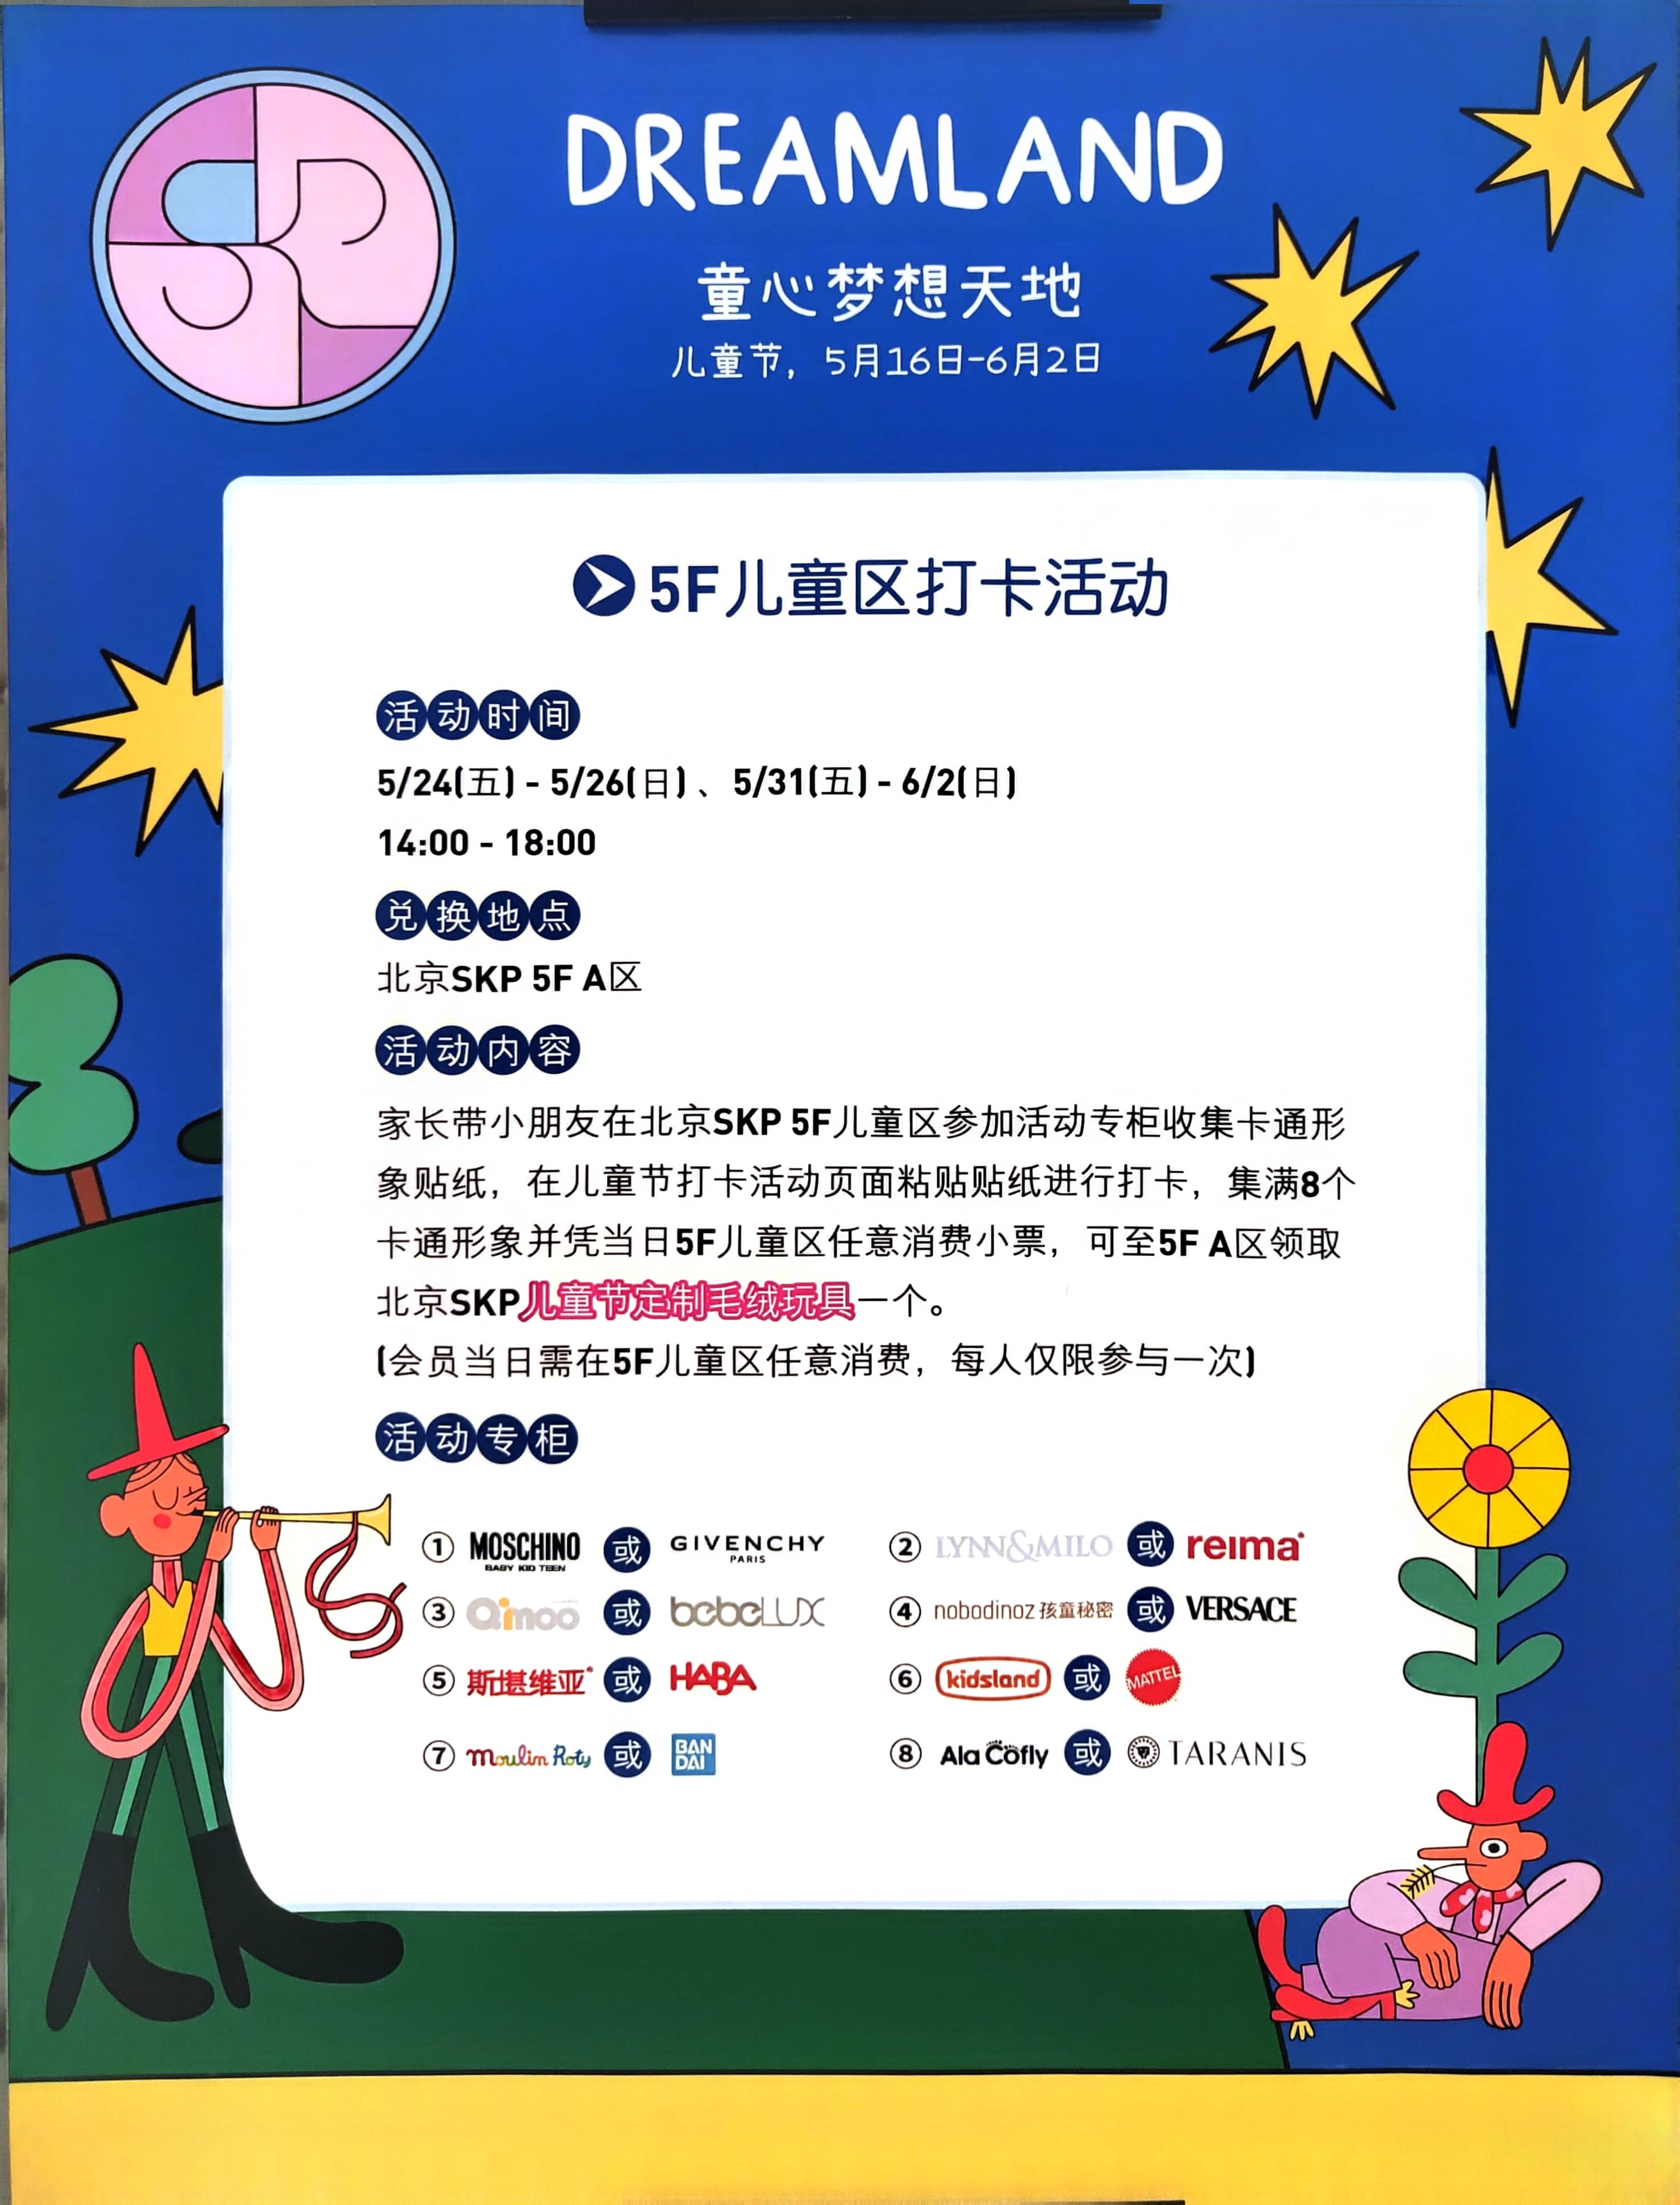 DREAMLAND
童心梦想天地
儿童节，5月16日-6月2日
5F儿童区打卡活动
活动时间
5/24(五) - 5/26(日)、5/31(五) - 6/2(日)
14:00 - 18:00
兑换地点
北京SKP 5F A区
活动内容
家长带小朋友在北京SKP 5F儿童区参加活动专柜收集卡通形
象贴纸，在儿童节打卡活动页面粘贴贴纸进行打卡，集满8个
卡通形象并凭当日5F儿童区任意消费小票，可至5F A区领取
北京SKP儿童节定制毛绒玩具一个。
(会员当日需在5F儿童区任意消费，每人仅限参与一次)
活动专柜
① MOSCHINO BABY KID TEEN 或 GIVENCHY PARIS ② LYNN&MILO 或 reima
③ Qimoo 或 bebeLUX ④ nobodinoz 孩童秘密 或 VERSACE
⑤ 斯堪维亚 或 HABA ⑥ kidsland 或 MATTEL
⑦ Moulin Roty 或 BANDAI ⑧ Ala Cofly 或 TARANIS